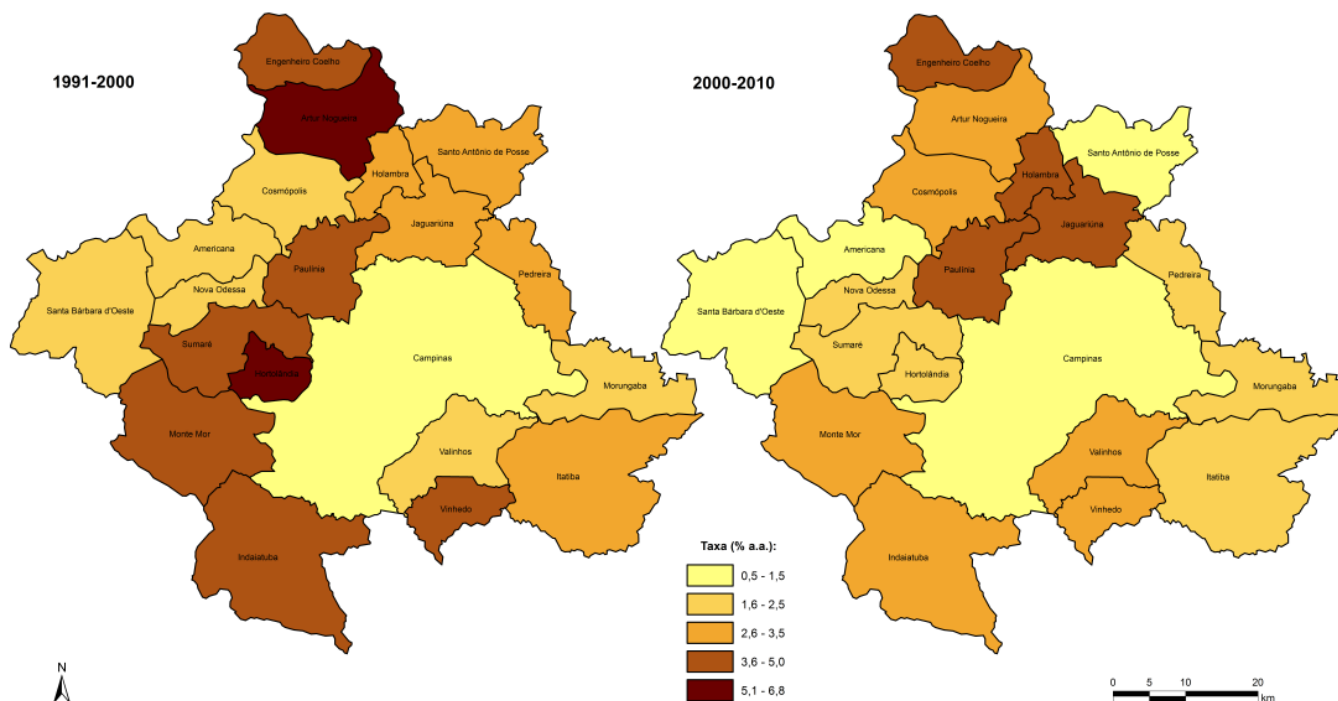 1991-2000
Engenheiro Coelho
Artur Nogueira
Santo Antônio de Posse
Holambra
Cosmópolis
Jaguariúna
Americana
Paulínia
Pedreira
Nova Odessa
Santa Bárbara d'Oeste
Sumaré
Campinas
Hortolândia
Morungaba
Monte Mor
Valinhos
Itatiba
Vinhedo
Indaiatuba
N
2000-2010
Engenheiro Coelho
Artur Nogueira
Santo Antônio de Posse
Holambra
Cosmópolis
Jaguariúna
Americana
Paulínia
Pedreira
Nova Odessa
Santa Bárbara d'Oeste
Sumaré
Campinas
Hortolândia
Morungaba
Monte Mor
Valinhos
Itatiba
Vinhedo
Indaiatuba
Taxa (% a.a.):
0,5 - 1,5
1,6 - 2,5
2,6 - 3,5
3,6 - 5,0
5,1 - 6,8
0 5 10 20
km